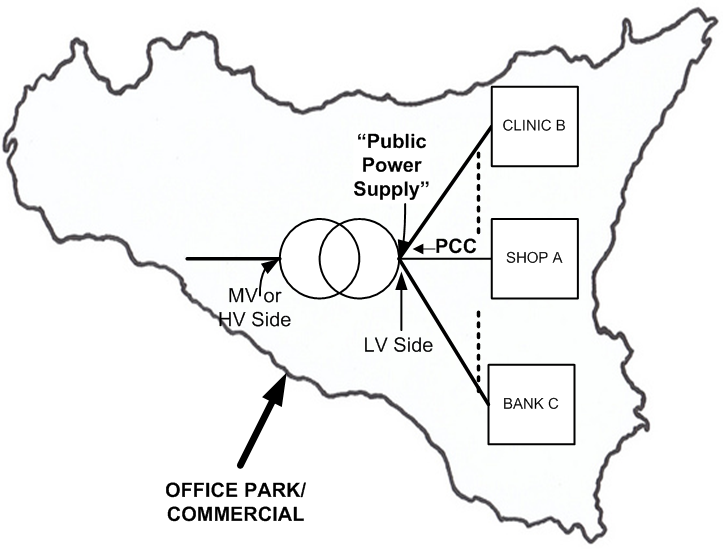 CLINIC B
“Public
Power
Supply”
PCC
SHOP A
MV or
HV Side
LV Side
BANK C
OFFICE PARK/
COMMERCIAL